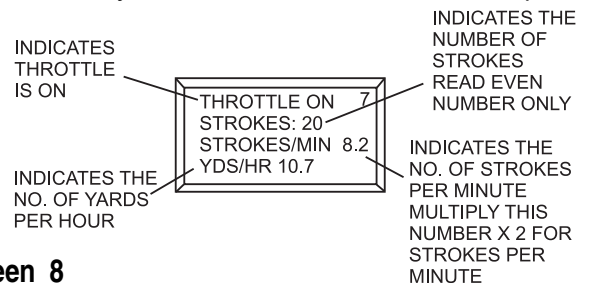 INDICATES THE
NUMBER OF
STROKES
READ EVEN
NUMBER ONLY
INDICATES
THROTTLE
IS ON
THROTTLE ON 7
STROKES: 20
STROKES/MIN 8.2
YDS/HR 10.7
INDICATES THE
NO. OF YARDS
PER HOUR
INDICATES THE
NO. OF STROKES
PER MINUTE
MULTIPLY THIS
NUMBER X 2 FOR
STROKES PER
MINUTE
een 8